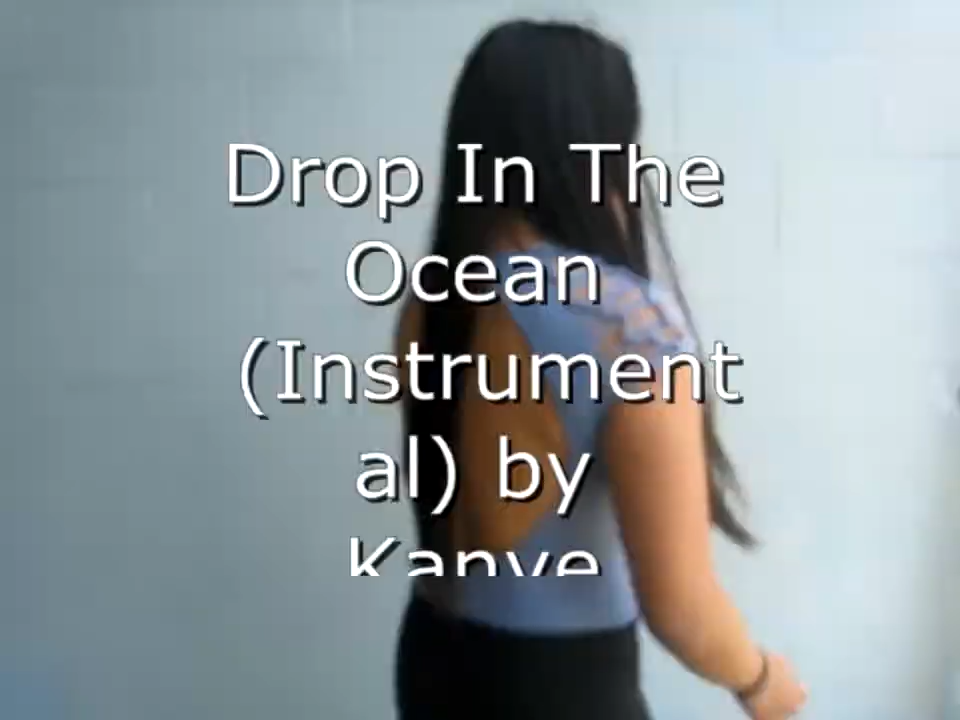 Drop In The
Ocean
(Instrument
al) by
Kanye